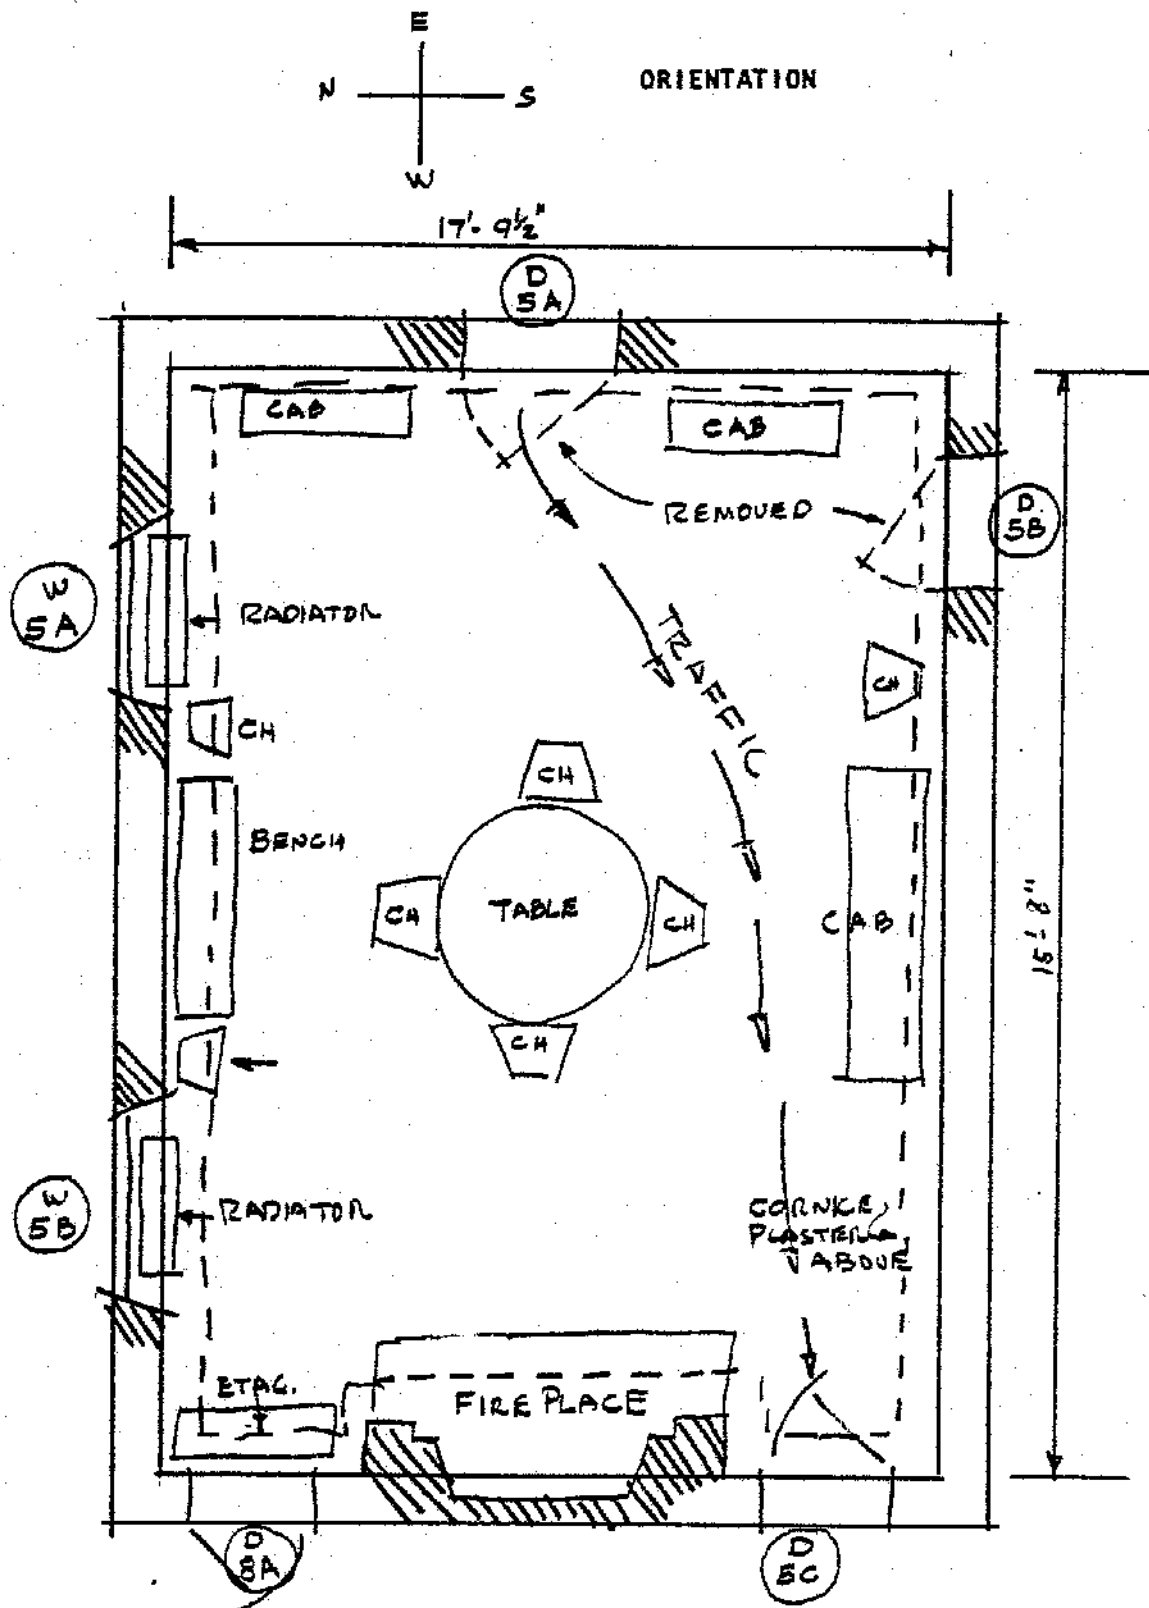 E
N
S
ORIENTATION
W
17'- 9½"
D
5A
CAB
CAB
REMOVED
D
5B
W
5A
RADIATOR
TRAFFIC
CH
CH
CH
BENCH
CH
TABLE
CH
CAB
15'- 8"
CH
W
5B
RADIATOR
CORNICE,
PLASTER
ABOVE
ETAG.
FIRE PLACE
D
8A
D
5C